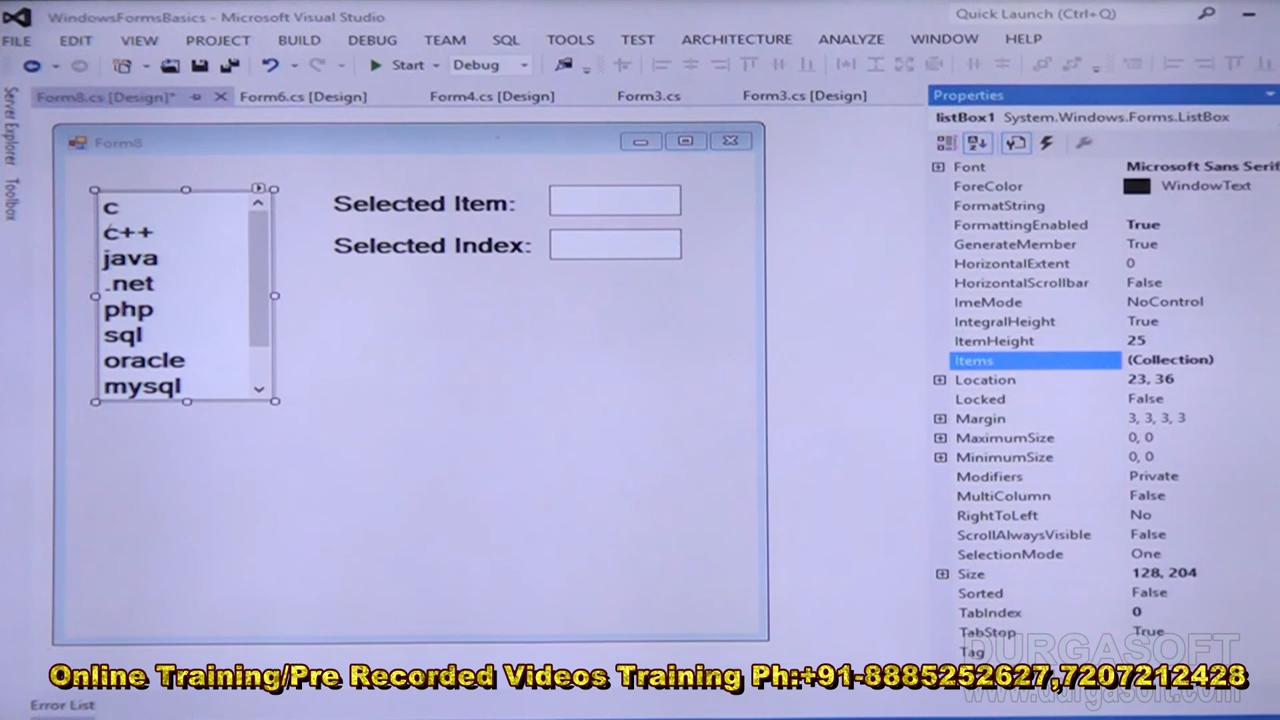 WindowsFormsBasics - Microsoft Visual Studio
Quick Launch (Ctrl+Q)
FILE EDIT VIEW PROJECT BUILD DEBUG TEAM SQL TOOLS TEST ARCHITECTURE ANALYZE WINDOW HELP
Start Debug
Form8.cs [Design]* Form6.cs [Design] Form4.cs [Design] Form3.cs Form3.cs [Design]
Server Explorer
Toolbox
Form8
c
c++
java
.net
php
sql
oracle
mysql
Selected Item:
Selected Index:
Properties
listBox1 System.Windows.Forms.ListBox
Font Microsoft Sans Serif
ForeColor WindowText
FormatString
FormattingEnabled True
GenerateMember True
HorizontalExtent 0
HorizontalScrollbar False
ImeMode NoControl
IntegralHeight True
ItemHeight 25
Items (Collection)
Location 23, 36
Locked False
Margin 3, 3, 3, 3
MaximumSize 0, 0
MinimumSize 0, 0
Modifiers Private
MultiColumn False
RightToLeft No
ScrollAlwaysVisible False
SelectionMode One
Size 128, 204
Sorted False
TabIndex 0
TabStop True
Tag
DURGASOFT
www.durgasoft.com
Online Training/Pre Recorded Videos Training Ph:+91-8885252627,7207212428
Error List